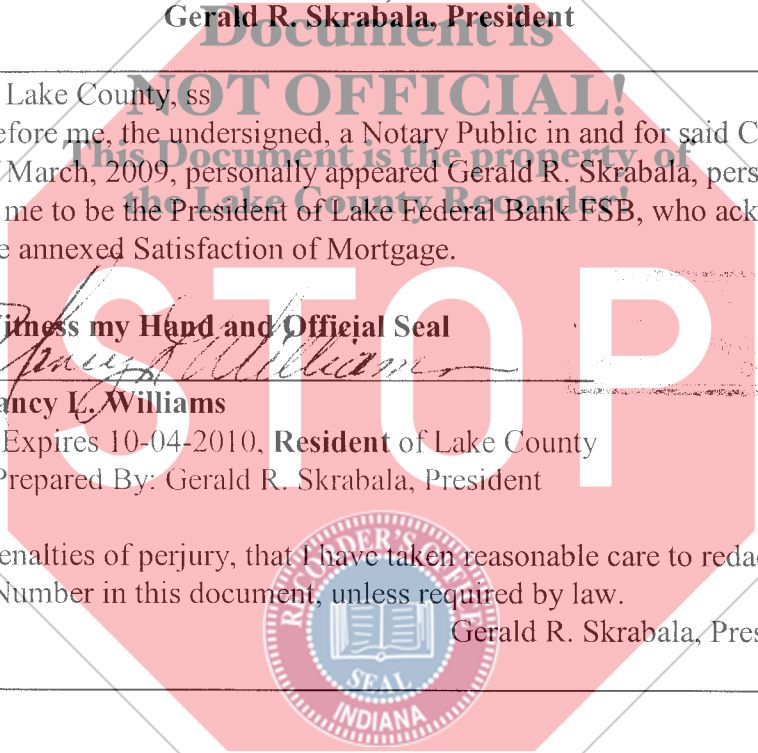 Gerald R. Skrabala, President
Document is
Lake County, ss
NOT OFFICIAL!
efore me, the undersigned, a Notary Public in and for said C
This Document is the property of
March, 2009, personally appeared Gerald R. Skrabala, pers
the Lake County Recorder!
me to be the President of Lake Federal Bank FSB, who ack
e annexed Satisfaction of Mortgage.
STOP
itness my Hand and Official Seal
Nancy L. Williams
ancy L. Williams
Expires 10-04-2010, Resident of Lake County
Prepared By: Gerald R. Skrabala, President
enalties of perjury, that I have taken reasonable care to reda
Number in this document, unless required by law.
Gerald R. Skrabala, Pres
RECORDER'S OFFICE
SEAL
INDIANA